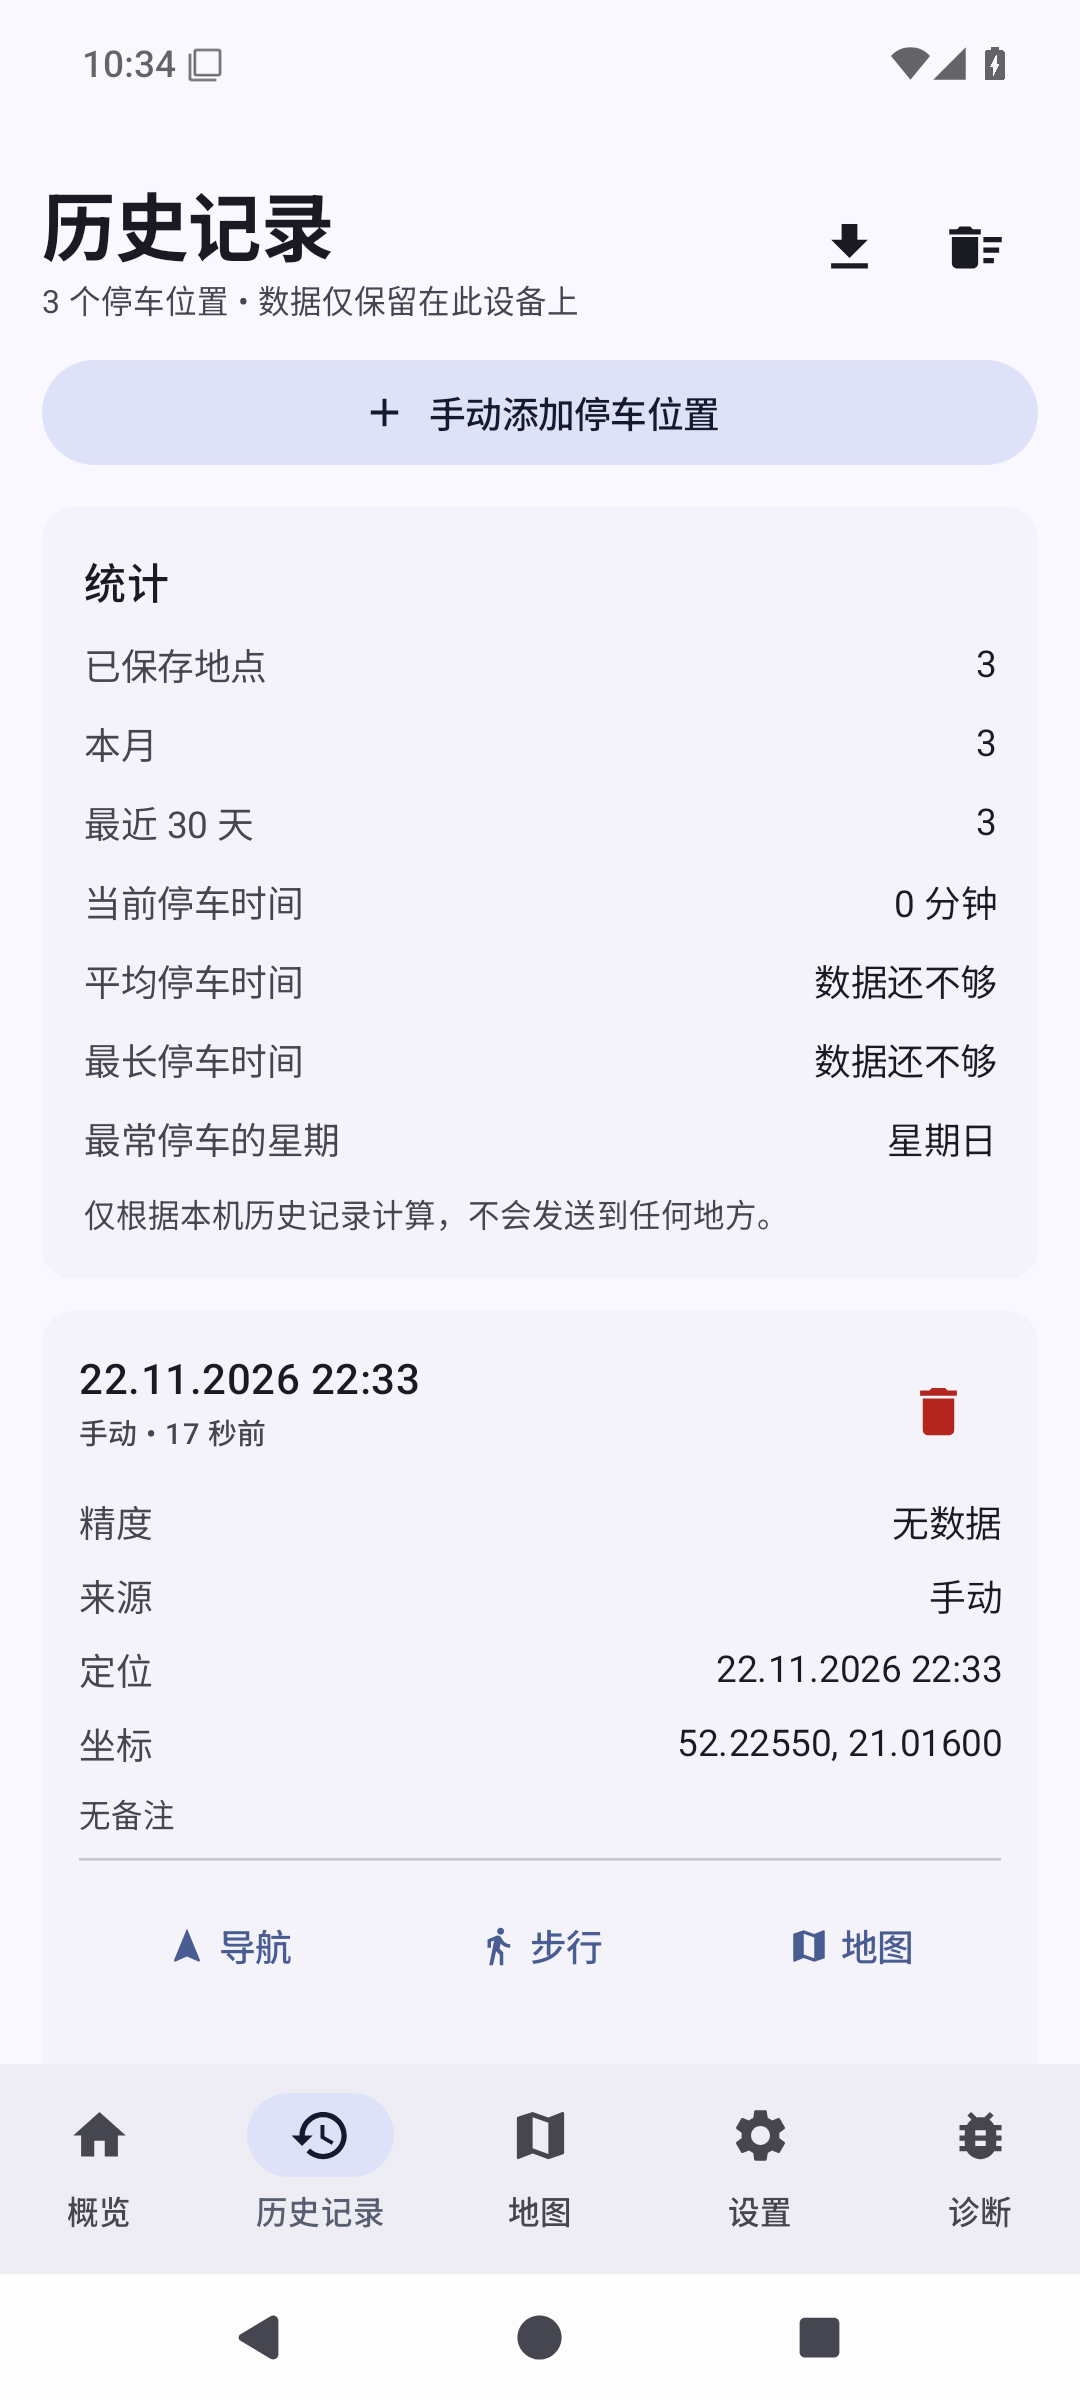 10:34
历史记录
3 个停车位置 • 数据仅保留在此设备上
+ 手动添加停车位置
统计
已保存地点 3
本月 3
最近 30 天 3
当前停车时间 0 分钟
平均停车时间 数据还不够
最长停车时间 数据还不够
最常停车的星期 星期日
仅根据本机历史记录计算，不会发送到任何地方。
22.11.2026 22:33
手动 • 17 秒前
精度 无数据
来源 手动
定位 22.11.2026 22:33
坐标 52.22550, 21.01600
无备注
导航 步行 地图
概览 历史记录 地图 设置 诊断